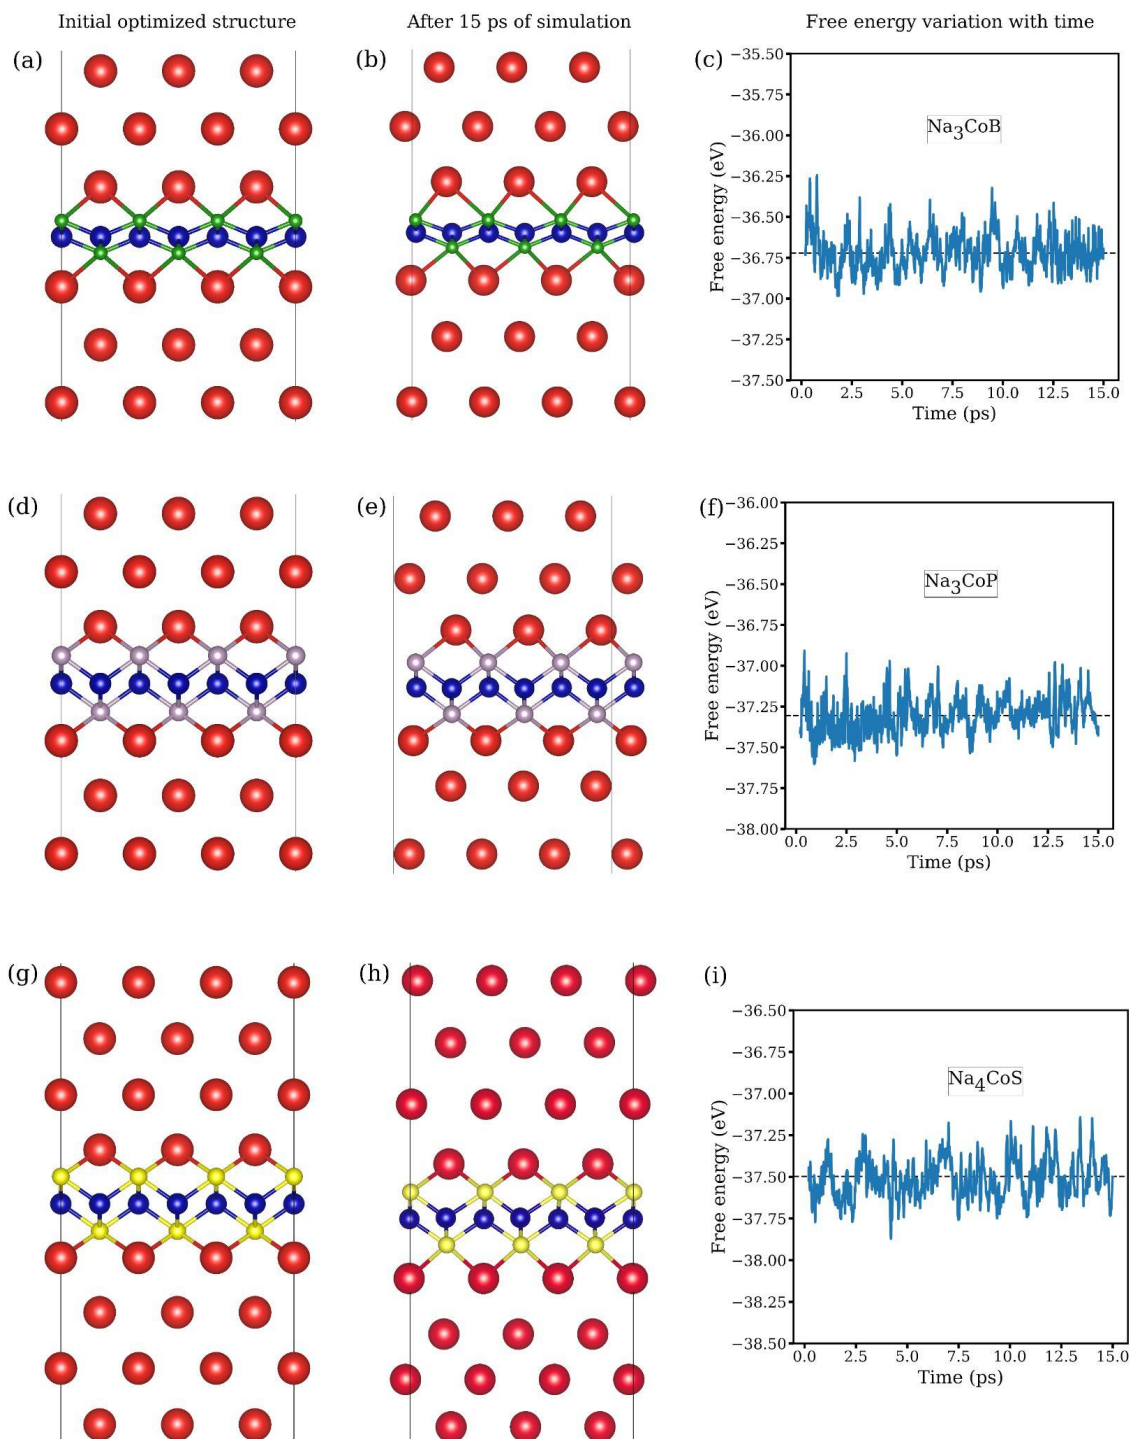 Initial optimized structure
After 15 ps of simulation
Free energy variation with time
(a)
(b)
(c)
−35.50
−35.75
−36.00
−36.25
−36.50
−36.75
−37.00
−37.25
−37.50
Free energy (eV)
Na3CoB
0.0 2.5 5.0 7.5 10.0 12.5 15.0
Time (ps)
(d)
(e)
(f)
−36.00
−36.25
−36.50
−36.75
−37.00
−37.25
−37.50
−37.75
−38.00
Free energy (eV)
Na3CoP
0.0 2.5 5.0 7.5 10.0 12.5 15.0
Time (ps)
(g)
(h)
(i)
−36.50
−36.75
−37.00
−37.25
−37.50
−37.75
−38.00
−38.25
−38.50
Free energy (eV)
Na4CoS
0.0 2.5 5.0 7.5 10.0 12.5 15.0
Time (ps)